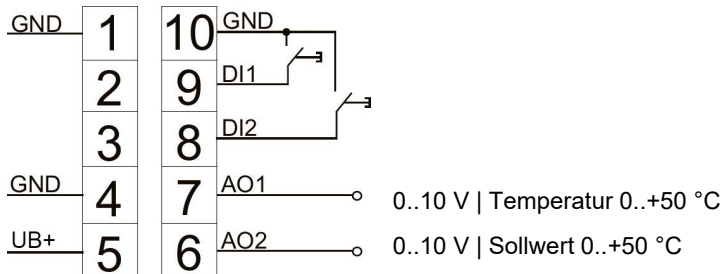 GND 1 10 GND
2 9 DI1
3 8 DI2
GND 4 7 AO1 0..10 V | Temperatur 0..+50 °C
UB+ 5 6 AO2 0..10 V | Sollwert 0..+50 °C